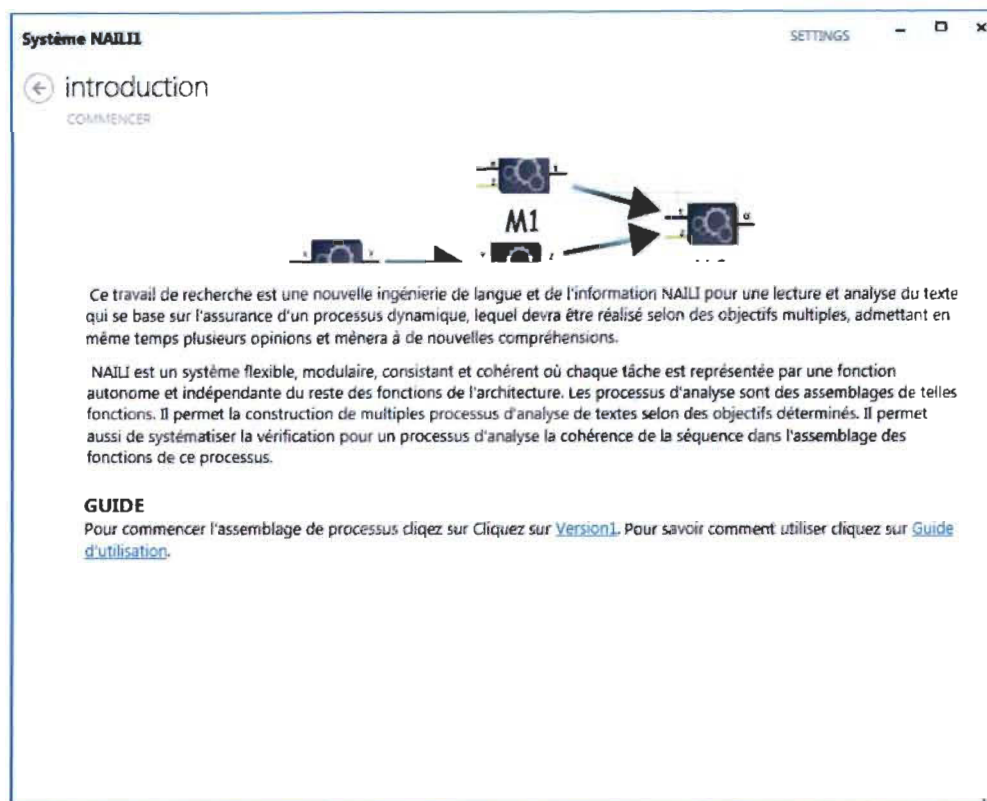 Système NAILI1
SETTINGS
introduction
COMMENCER
M1
Ce travail de recherche est une nouvelle ingénierie de langue et de l'information NAILI pour une lecture et analyse du texte
qui se base sur l'assurance d'un processus dynamique, lequel devra être réalisé selon des objectifs multiples, admettant en
même temps plusieurs opinions et mènera à de nouvelles compréhensions.
NAILI est un système flexible, modulaire, consistant et cohérent où chaque tâche est représentée par une fonction
autonome et indépendante du reste des fonctions de l'architecture. Les processus d'analyse sont des assemblages de telles
fonctions. Il permet la construction de multiples processus d'analyse de textes selon des objectifs déterminés. Il permet
aussi de systématiser la vérification pour un processus d'analyse la cohérence de la séquence dans l'assemblage des
fonctions de ce processus.
GUIDE
Pour commencer l'assemblage de processus cliqez sur Cliquez sur Version1. Pour savoir comment utiliser cliquez sur Guide
d'utilisation.